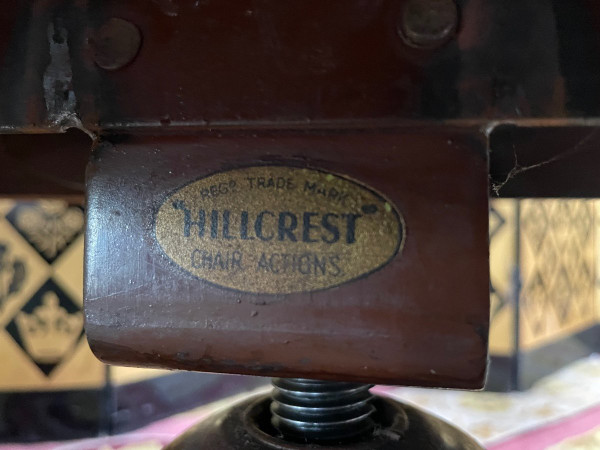 REGD. TRADE MARK
"HILLCREST"
CHAIR ACTIONS